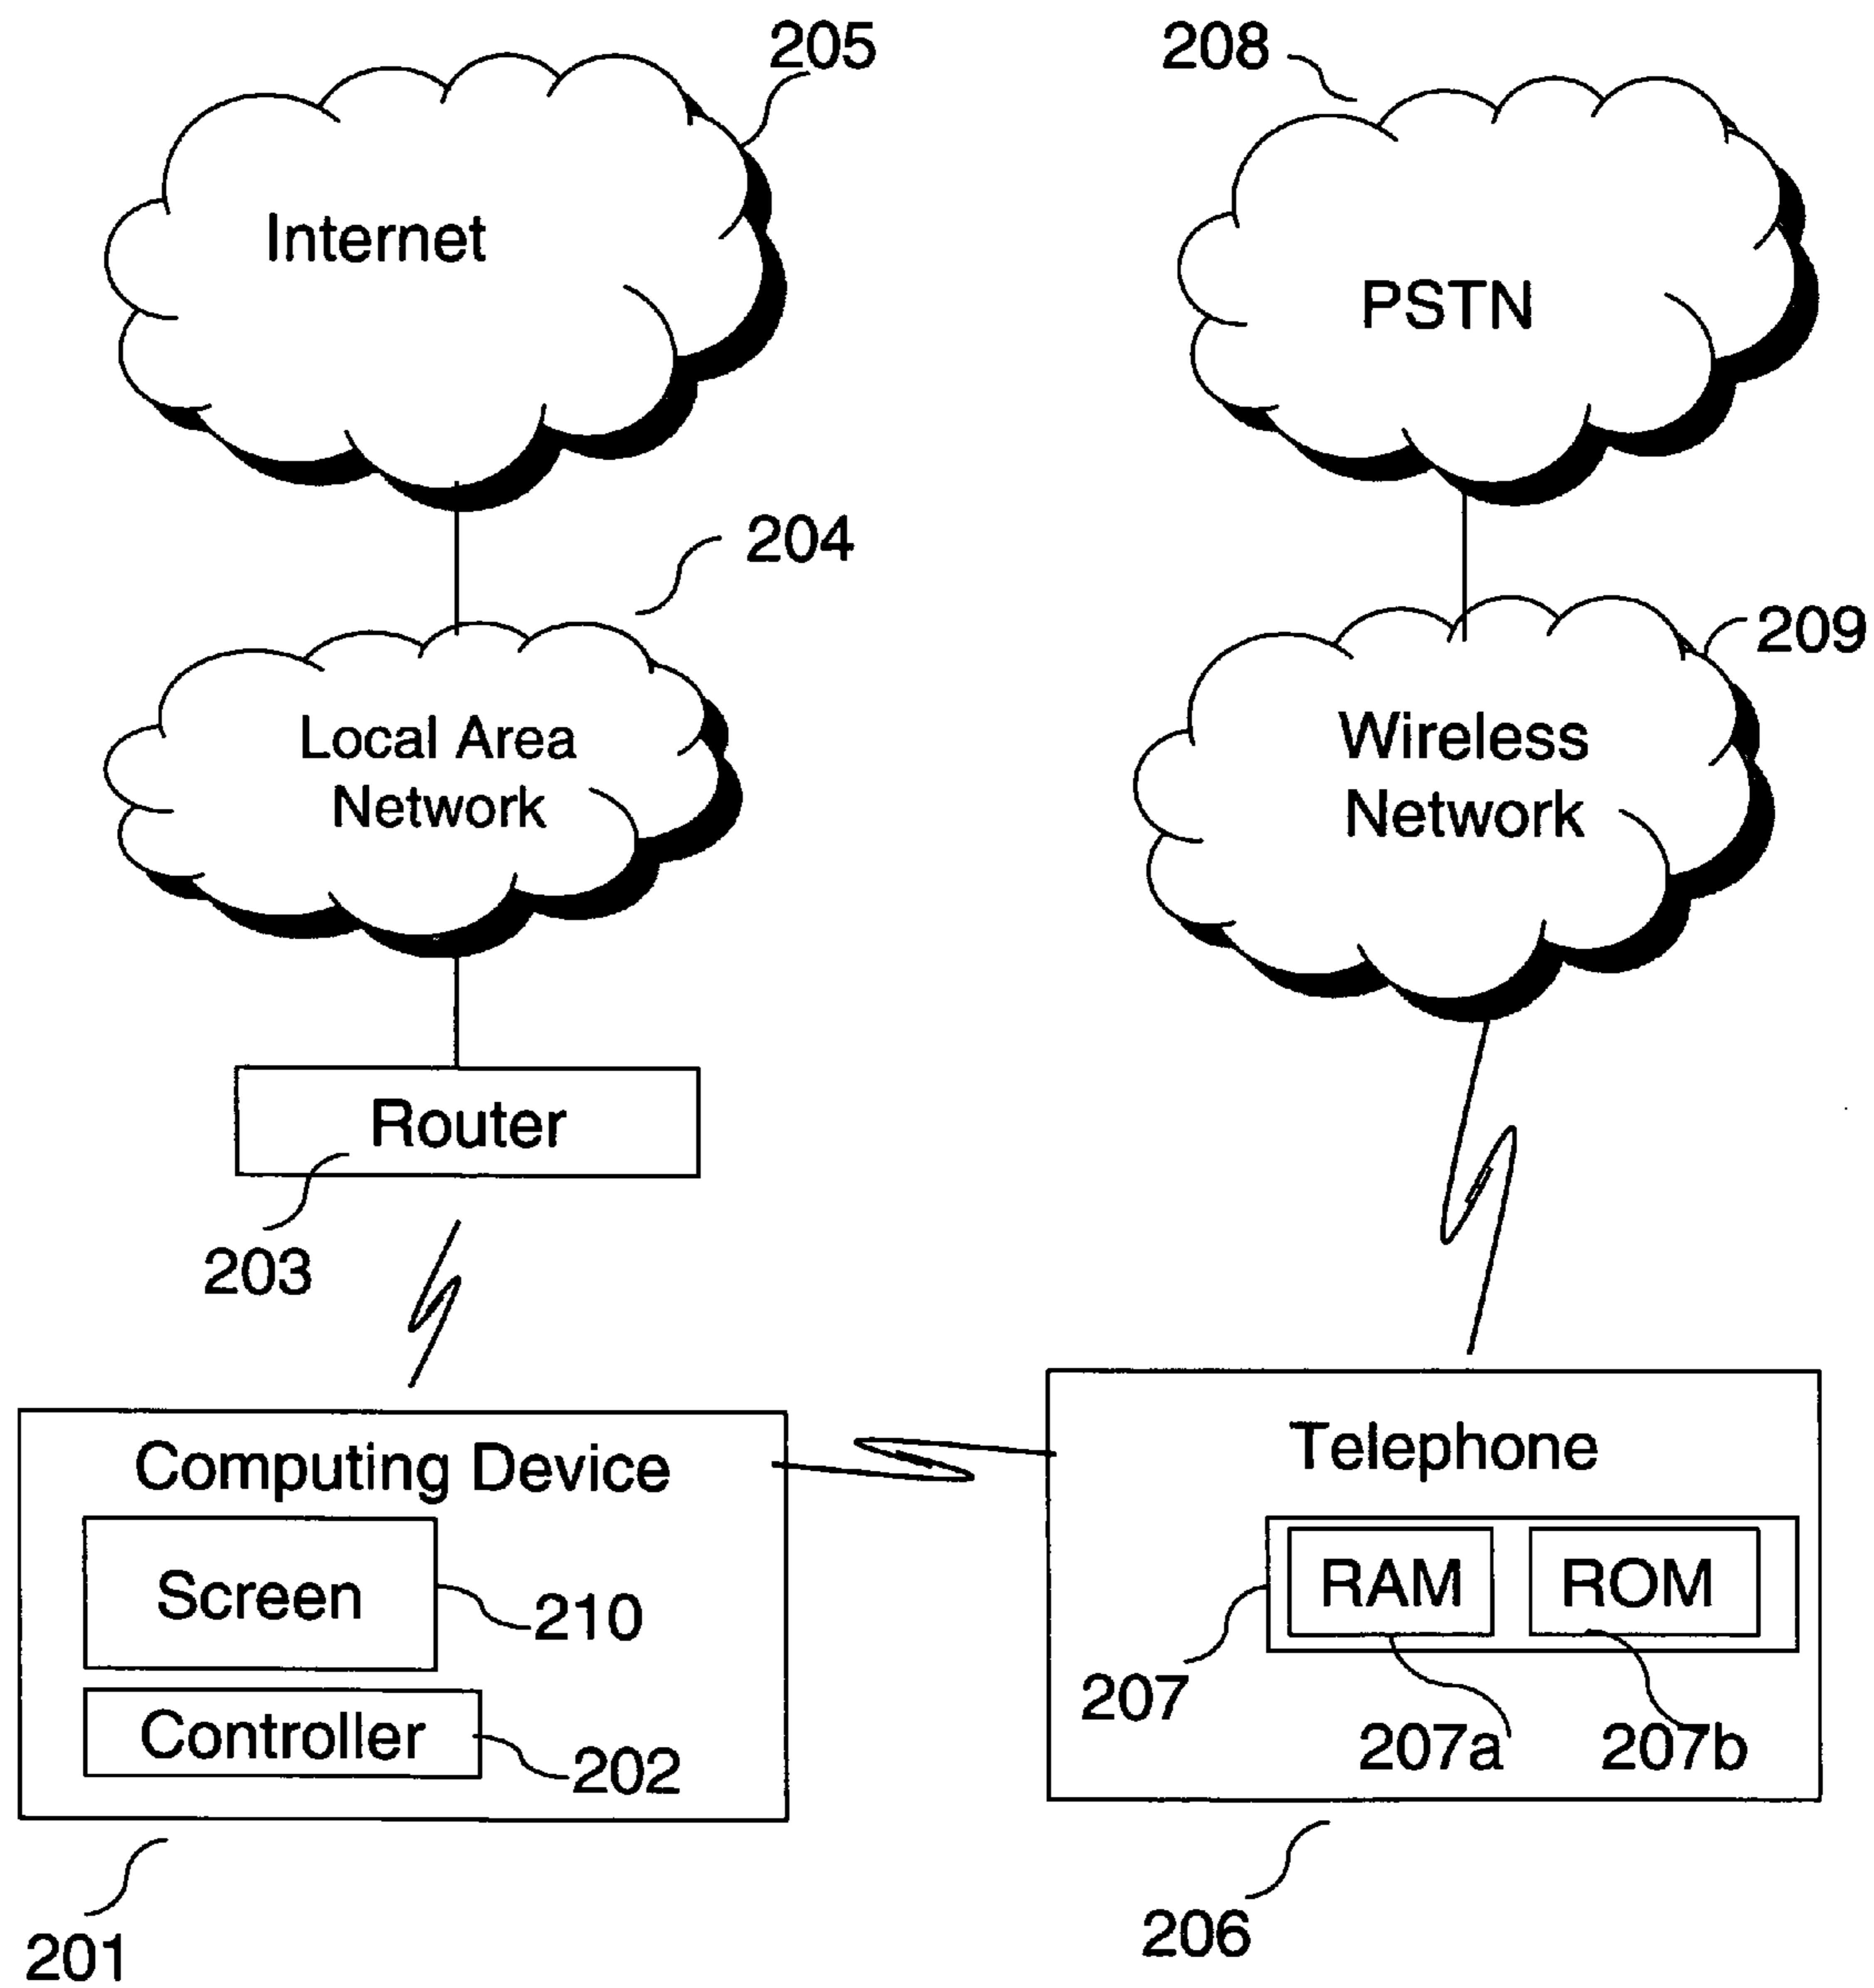 205
208
Internet
PSTN
204
209
Local Area
Network
Wireless
Network
Router
203
Computing Device
Telephone
Screen
RAM
ROM
210
207
Controller
202
207a
207b
201
206